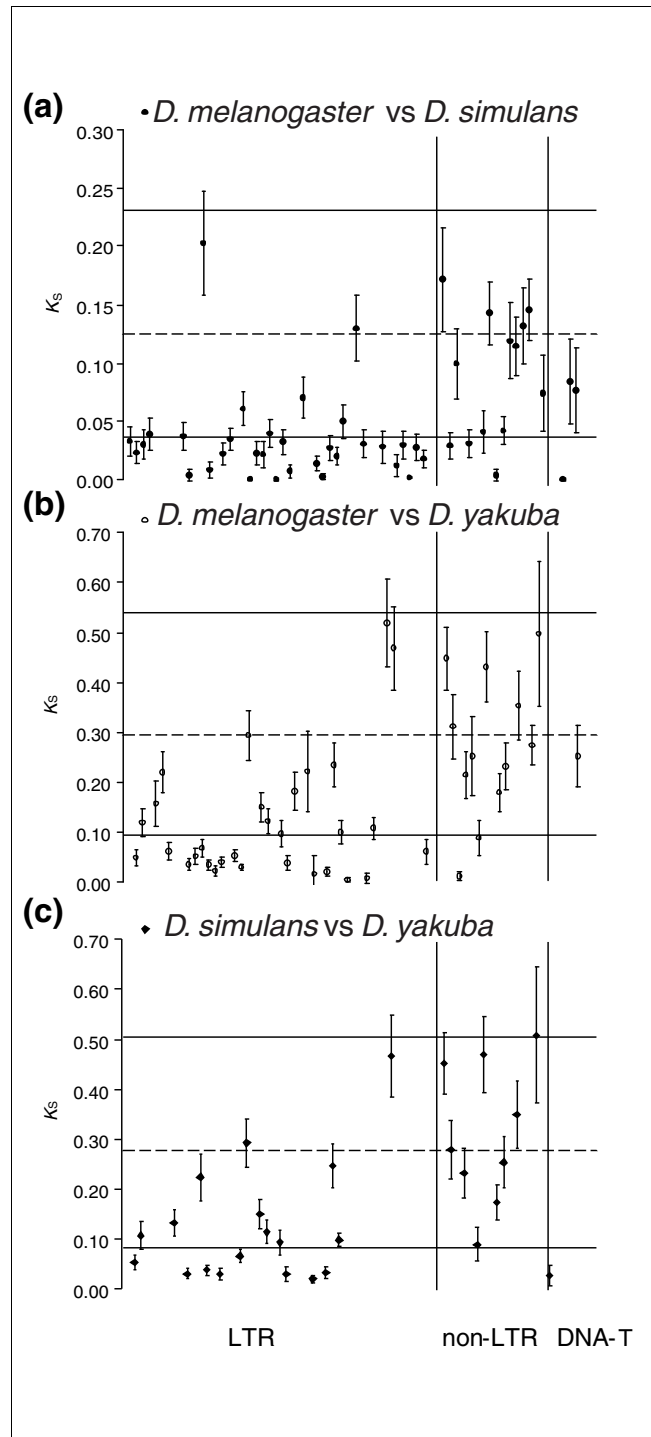 (a)
• D. melanogaster vs D. simulans
0.30
0.25
0.20
0.15
0.10
0.05
0.00
KS
(b)
D. melanogaster vs D. yakuba
0.70
0.60
0.50
0.40
0.30
0.20
0.10
0.00
KS
(c)
D. simulans vs D. yakuba
0.70
0.60
0.50
0.40
0.30
0.20
0.10
0.00
KS
LTR non-LTR DNA-T